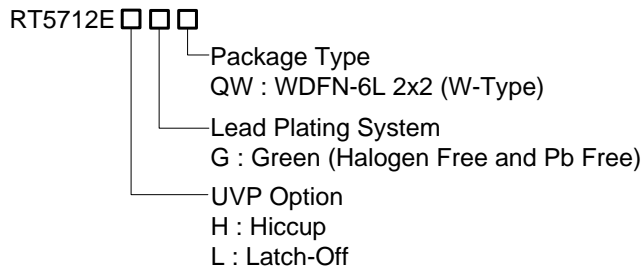 RT5712E
Package Type
QW : WDFN-6L 2x2 (W-Type)
Lead Plating System
G : Green (Halogen Free and Pb Free)
UVP Option
H : Hiccup
L : Latch-Off